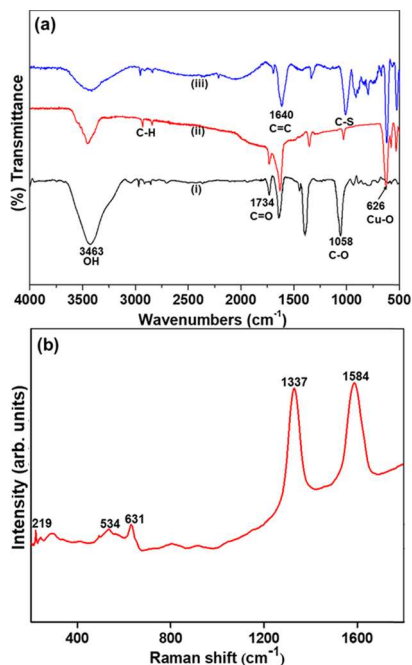 (a)
(iii)
1640
C=C
C-S
C-H
(ii)
(i)
1734
C=O
626
Cu-O
3463
OH
1058
C-O
(%) Transmittance
4000 3500 3000 2500 2000 1500 1000 500
Wavenumbers (cm-1)
(b)
1337
1584
219
534
631
Intensity (arb. units)
400 800 1200 1600
Raman shift (cm-1)